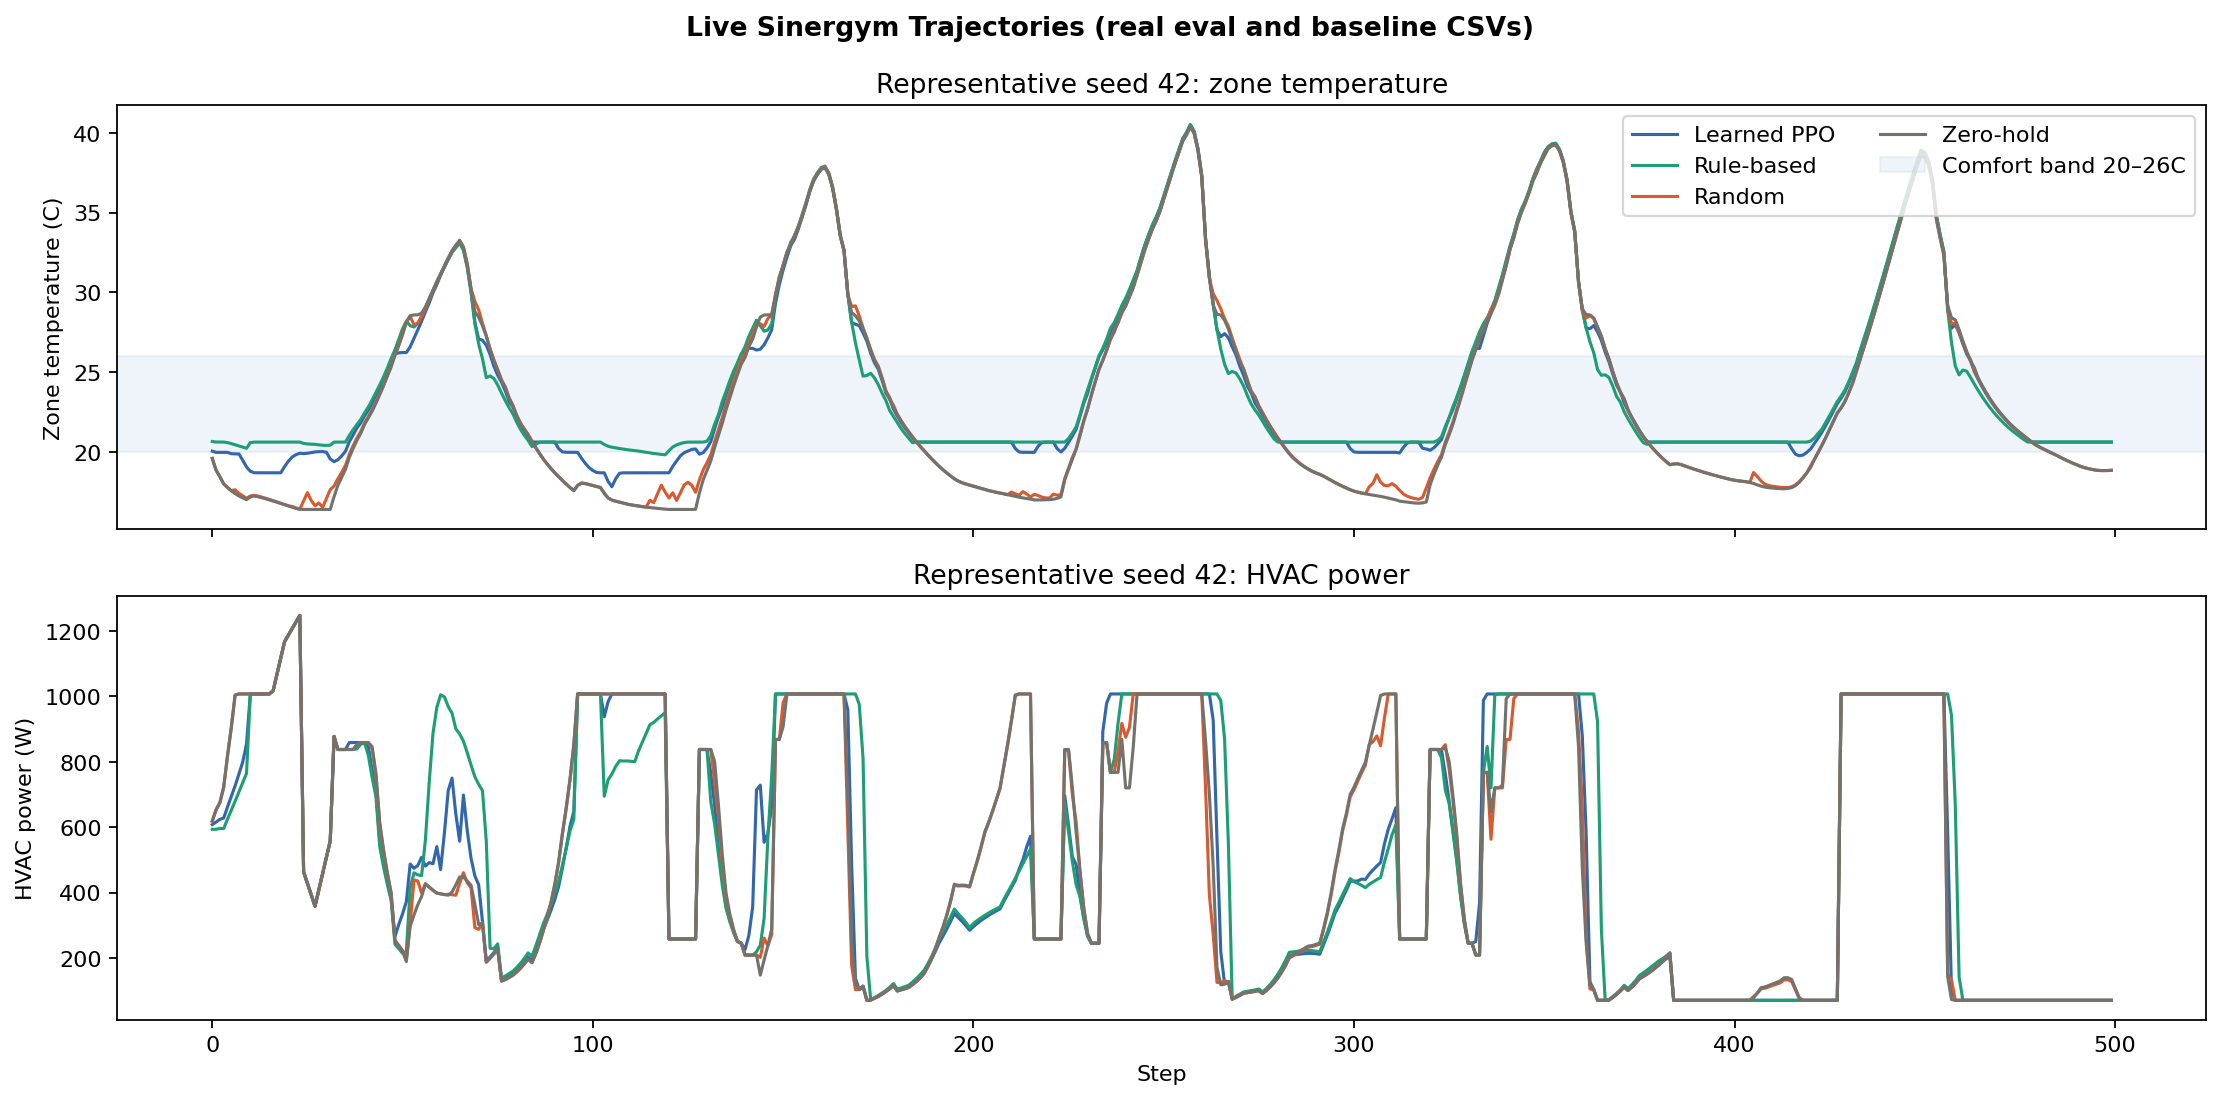 Live Sinergym Trajectories (real eval and baseline CSVs)
Representative seed 42: zone temperature
Zone temperature (C)
40
35
30
25
20
Learned PPO
Rule-based
Random
Zero-hold
Comfort band 20–26C
Representative seed 42: HVAC power
HVAC power (W)
1200
1000
800
600
400
200
0
100
200
300
400
500
Step